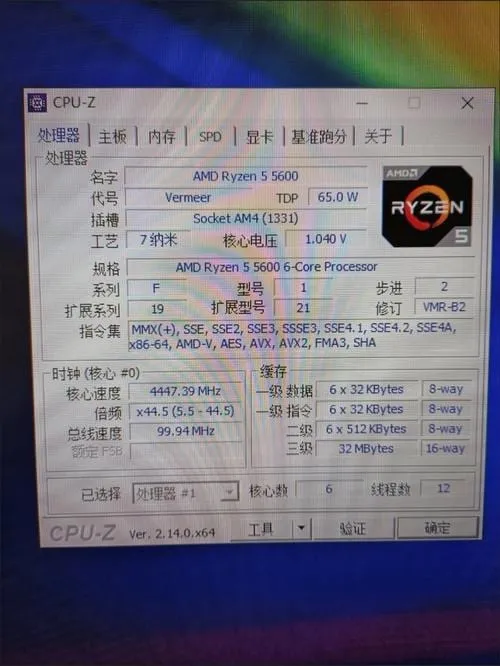 CPU-Z
处理器 主板 内存 SPD 显卡 基准跑分 关于
处理器
名字 AMD Ryzen 5 5600
代号 Vermeer TDP 65.0 W
插槽 Socket AM4 (1331)
工艺 7 纳米 核心电压 1.040 V
AMD
RYZEN
5
规格 AMD Ryzen 5 5600 6-Core Processor
系列 F 型号 1 步进 2
扩展系列 19 扩展型号 21 修订 VMR-B2
指令集 MMX(+), SSE, SSE2, SSE3, SSSE3, SSE4.1, SSE4.2, SSE4A,
x86-64, AMD-V, AES, AVX, AVX2, FMA3, SHA
时钟 (核心 #0)
核心速度 4447.39 MHz
倍频 x44.5 (5.5 - 44.5)
总线速度 99.94 MHz
额定 FSB
缓存
一级 数据 6 x 32 KBytes 8-way
一级 指令 6 x 32 KBytes 8-way
二级 6 x 512 KBytes 8-way
三级 32 MBytes 16-way
已选择 处理器 #1 核心数 6 线程数 12
CPU-Z Ver. 2.14.0.x64 工具 验证 确定